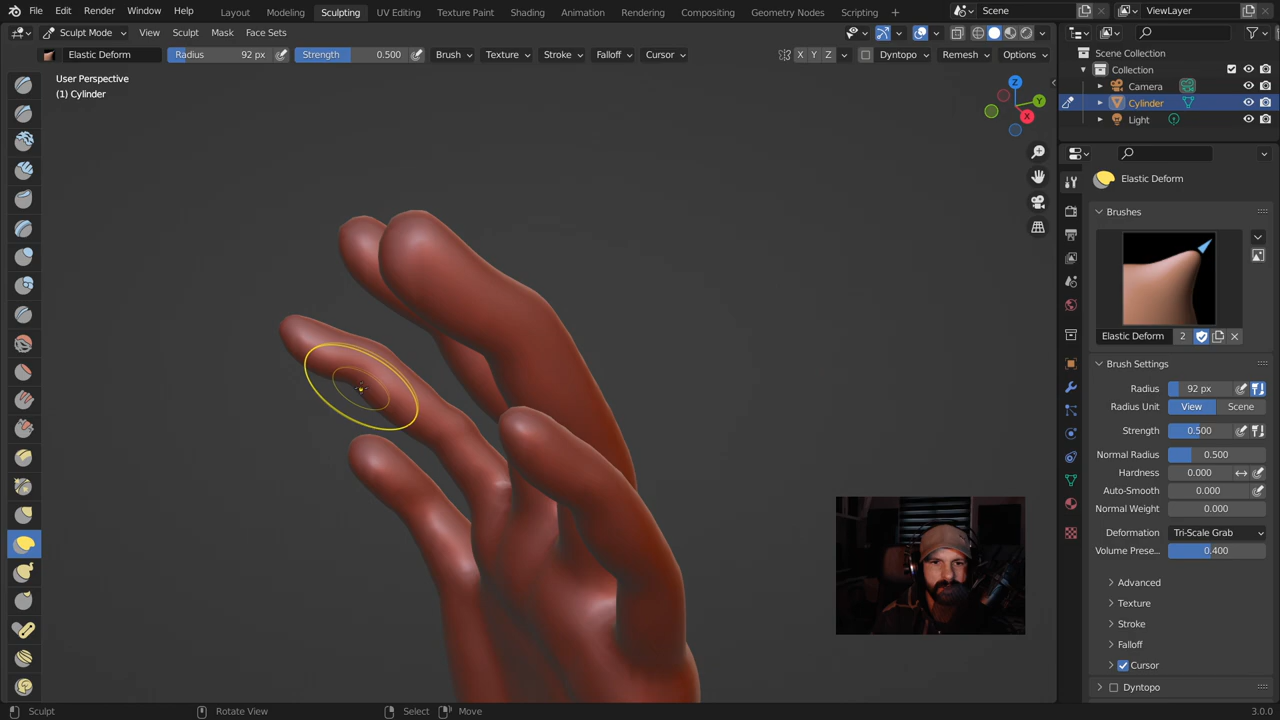 File Edit Render Window Help Layout Modeling Sculpting UV Editing Texture Paint Shading Animation Rendering Compositing Geometry Nodes Scripting + Scene ViewLayer
Sculpt Mode View Sculpt Mask Face Sets
Elastic Deform Radius 92 px Strength 0.500 Brush Texture Stroke Falloff Cursor X Y Z Dyntopo Remesh Options
User Perspective
(1) Cylinder
Z
Y
X
Scene Collection
Collection
Camera
Cylinder
Light
Elastic Deform
Brushes
Elastic Deform 2
Brush Settings
Radius 92 px
Radius Unit View Scene
Strength 0.500
Normal Radius 0.500
Hardness 0.000
Auto-Smooth 0.000
Normal Weight 0.000
Deformation Tri-Scale Grab
Volume Prese... 0.400
Advanced
Texture
Stroke
Falloff
Cursor
Dyntopo
Sculpt Rotate View Select Move 3.0.0